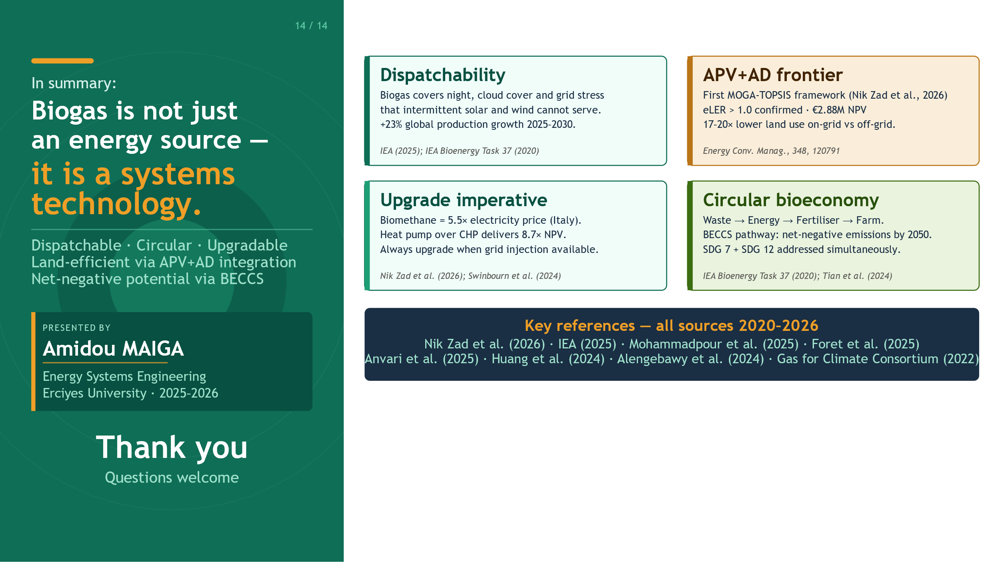 14 / 14
In summary:
Biogas is not just
an energy source —
it is a systems
technology.
Dispatchable · Circular · Upgradable
Land-efficient via APV+AD integration
Net-negative potential via BECCS
PRESENTED BY
Amidou MAIGA
Energy Systems Engineering
Erciyes University · 2025–2026
Thank you
Questions welcome
Dispatchability
Biogas covers night, cloud cover and grid stress
that intermittent solar and wind cannot serve.
+23% global production growth 2025–2030.
IEA (2025); IEA Bioenergy Task 37 (2020)
APV+AD frontier
First MOGA-TOPSIS framework (Nik Zad et al., 2026)
eLER > 1.0 confirmed · €2.88M NPV
17–20× lower land use on-grid vs off-grid.
Energy Conv. Manag., 348, 120791
Upgrade imperative
Biomethane = 5.5× electricity price (Italy).
Heat pump over CHP delivers 8.7× NPV.
Always upgrade when grid injection available.
Nik Zad et al. (2026); Swinbourn et al. (2024)
Circular bioeconomy
Waste → Energy → Fertiliser → Farm.
BECCS pathway: net-negative emissions by 2050.
SDG 7 + SDG 12 addressed simultaneously.
IEA Bioenergy Task 37 (2020); Tian et al. (2024)
Key references — all sources 2020–2026
Nik Zad et al. (2026) · IEA (2025) · Mohammadpour et al. (2025) · Foret et al. (2025)
Anvari et al. (2025) · Huang et al. (2024) · Alengebawy et al. (2024) · Gas for Climate Consortium (2022)